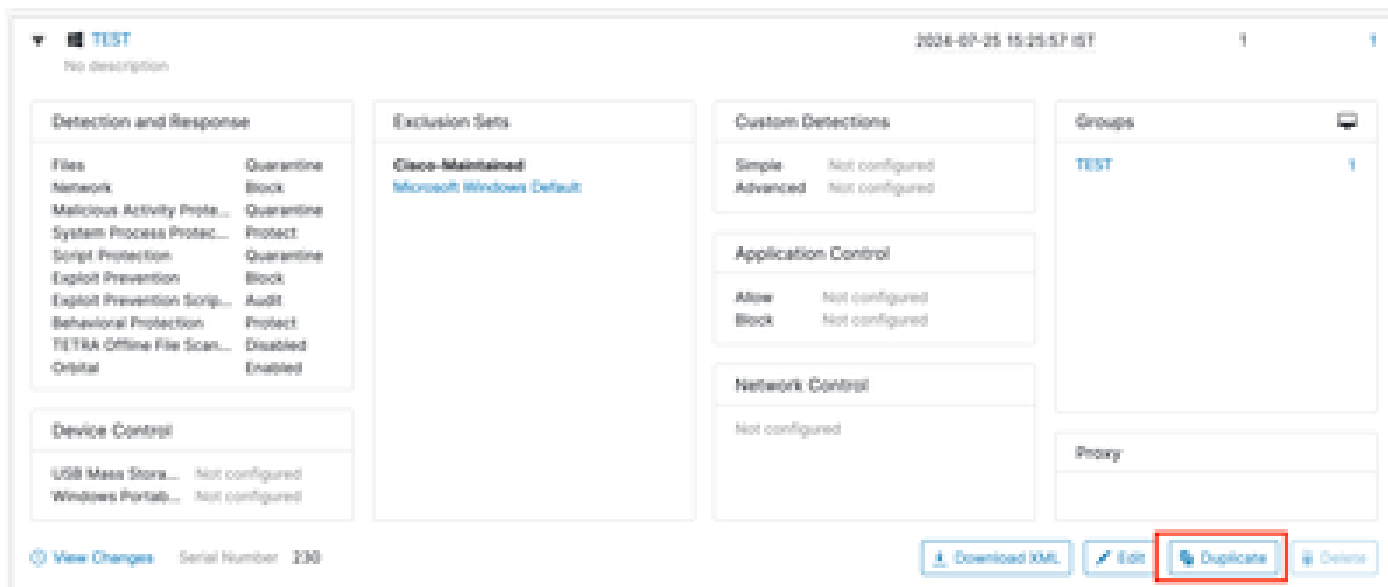 TEST 2024-07-25 15:25:57 IST 1 1
No description
Detection and Response
Files Quarantine
Network Block
Malicious Activity Prote... Quarantine
System Process Protec... Protect
Script Protection Quarantine
Exploit Prevention Block
Exploit Prevention Scrip... Audit
Behavioral Protection Protect
TETRA Offline File Scan... Disabled
Orbital Enabled
Device Control
USB Mass Stora... Not configured
Windows Portab... Not configured
Exclusion Sets
Cisco-Maintained
Microsoft Windows Default
Custom Detections
Simple Not configured
Advanced Not configured
Application Control
Allow Not configured
Block Not configured
Network Control
Not configured
Groups
TEST 1
Proxy
View Changes Serial Number 230
Download XML Edit Duplicate Delete